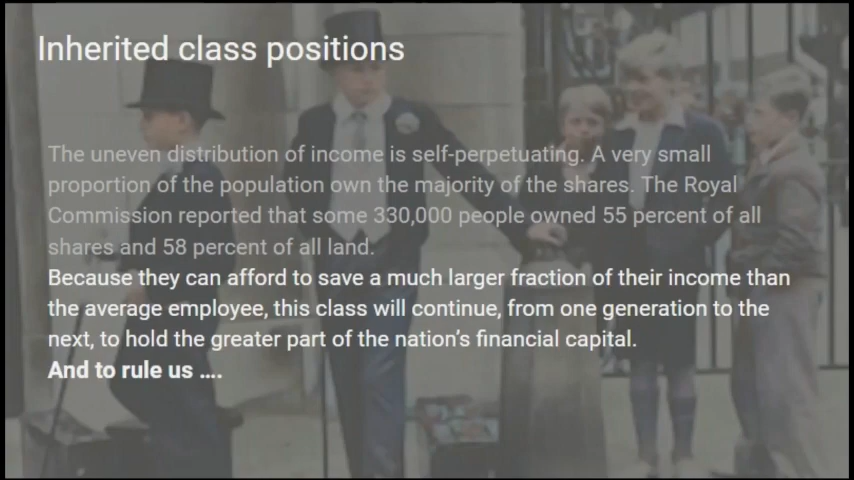 Inherited class positions
The uneven distribution of income is self-perpetuating. A very small
proportion of the population own the majority of the shares. The Royal
Commission reported that some 330,000 people owned 55 percent of all
shares and 58 percent of all land.
Because they can afford to save a much larger fraction of their income than
the average employee, this class will continue, from one generation to the
next, to hold the greater part of the nation’s financial capital.
And to rule us ....